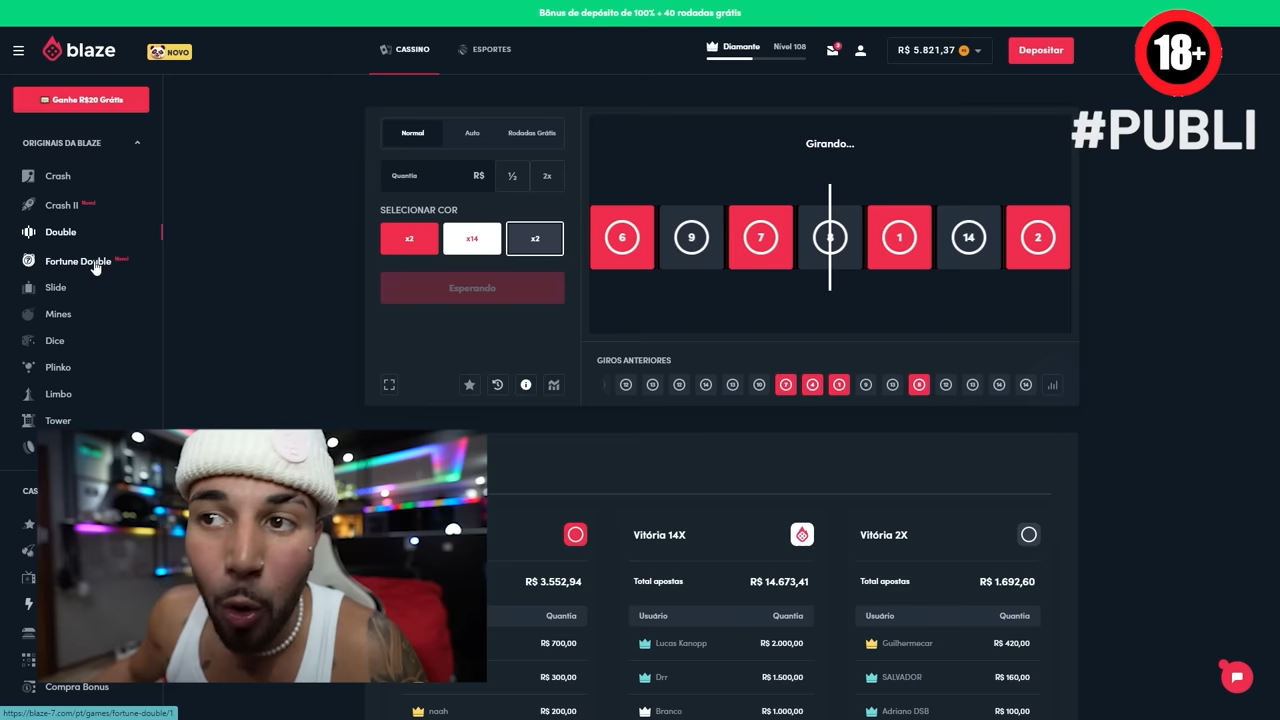 Bônus de depósito de 100% + 40 rodadas grátis
blaze
NOVO
CASSINO
ESPORTES
Diamante Nível 108
R$ 5.821,37
Depositar
18+
#PUBLI
Ganhe R$20 Grátis
ORIGINAIS DA BLAZE
Crash
Crash II Novo!
Double
Fortune Double Novo!
Slide
Mines
Dice
Plinko
Limbo
Tower
CAS
Compra Bonus
Normal
Auto
Rodadas Grátis
Quantia R$ ½ 2x
SELECIONAR COR
x2 x14 x2
Esperando
Girando...
6 9 7 8 1 14 2
GIROS ANTERIORES
R$ 3.552,94
Quantia
R$ 700,00
R$ 300,00
naah R$ 200,00
Vitória 14X
Total apostas R$ 14.673,41
Usuário Quantia
Lucas Kanopp R$ 2.000,00
Drr R$ 1.500,00
Branco R$ 1.000,00
Vitória 2X
Total apostas R$ 1.692,60
Usuário Quantia
Guilhermecar R$ 420,00
SALVADOR R$ 160,00
Adriano DSB R$ 100,00
https://blaze-7.com/pt/games/fortune-double/1